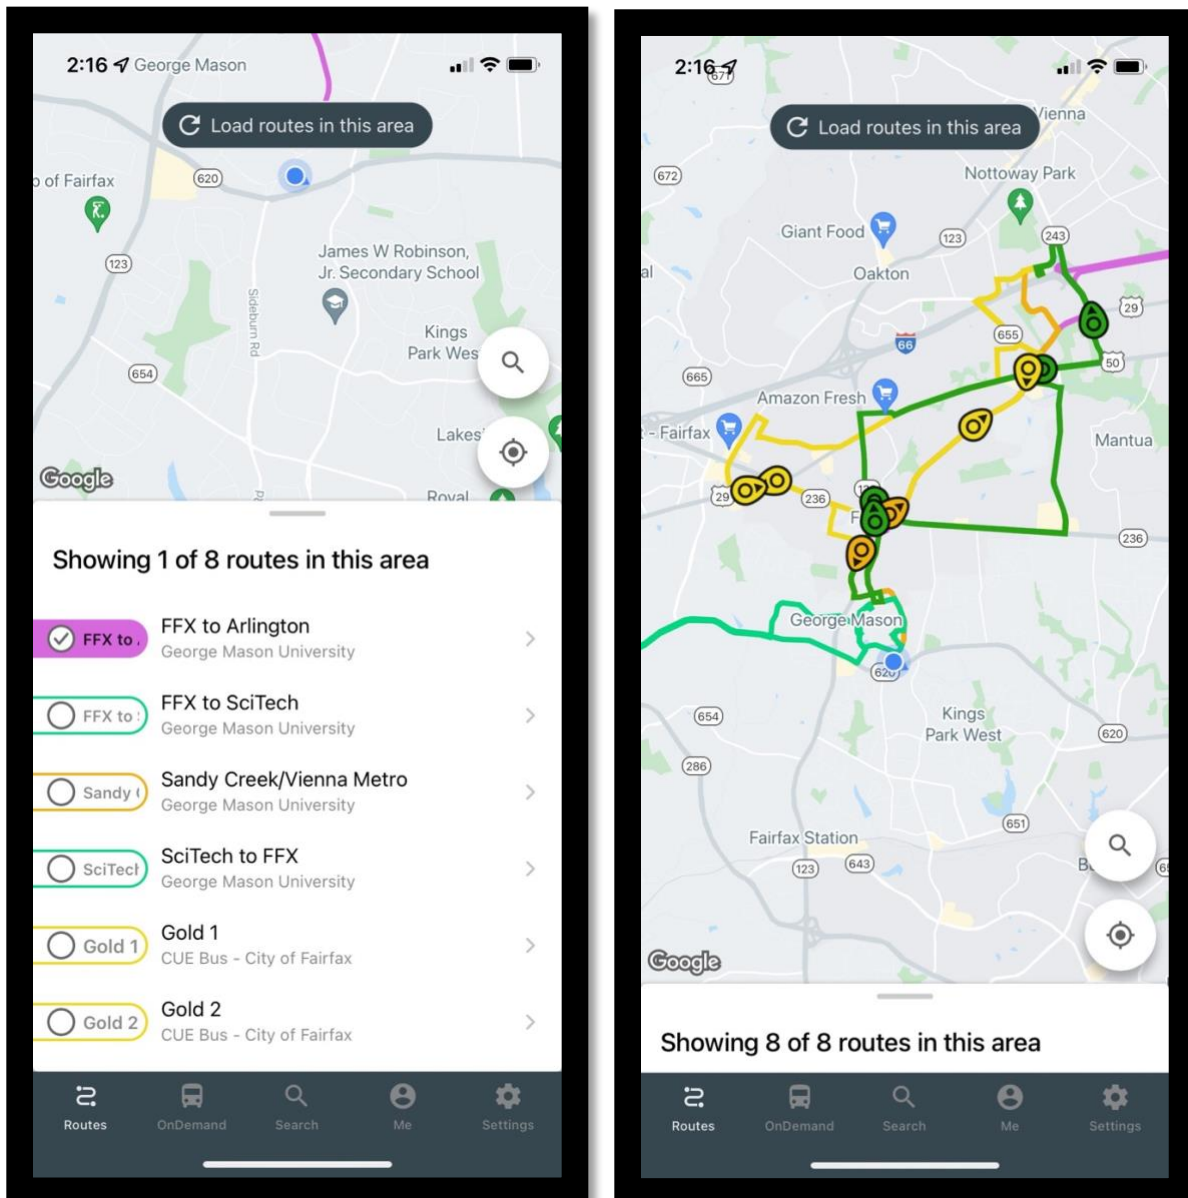 2:16
George Mason
Load routes in this area
620
of Fairfax
James W Robinson,
Jr. Secondary School
123
Sideburn Rd
Kings
Park Wes
654
Lakes
Google
Royal
Showing 1 of 8 routes in this area
FFX to
FFX to Arlington
George Mason University
FFX to
FFX to SciTech
George Mason University
Sandy
Sandy Creek/Vienna Metro
George Mason University
SciTech
SciTech to FFX
George Mason University
Gold 1
Gold 1
CUE Bus - City of Fairfax
Gold 2
Gold 2
CUE Bus - City of Fairfax
Routes
OnDemand
Search
Me
Settings
2:16
671
Load routes in this area
Vienna
672
Nottoway Park
Giant Food
123
243
al
Oakton
29
655
66
50
665
Amazon Fresh
- Fairfax
Mantua
29
236
F
236
George Mason
620
654
Kings
Park West
620
286
651
Fairfax Station
123
643
B
Google
Showing 8 of 8 routes in this area
Routes
OnDemand
Search
Me
Settings